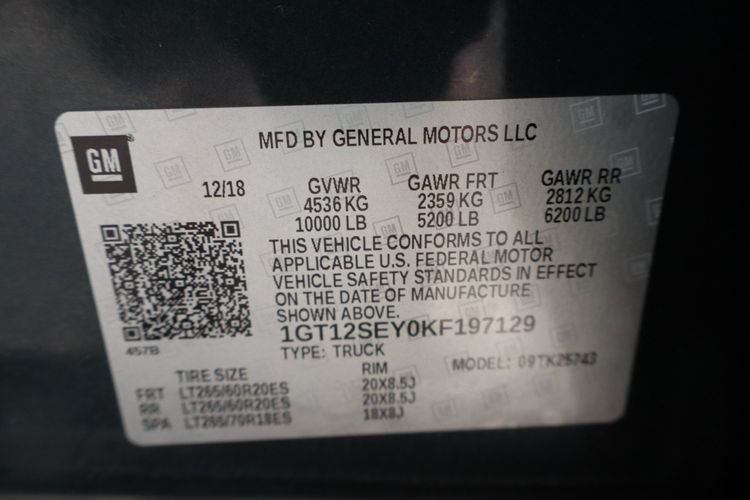 GM
MFD BY GENERAL MOTORS LLC
12/18 GVWR GAWR FRT GAWR RR
4536 KG 2359 KG 2812 KG
10000 LB 5200 LB 6200 LB
THIS VEHICLE CONFORMS TO ALL
APPLICABLE U.S. FEDERAL MOTOR
VEHICLE SAFETY STANDARDS IN EFFECT
ON THE DATE OF MANUFACTURE
SHOWN ABOVE.
1GT12SEY0KF197129
457B
TYPE: TRUCK MODEL: 09TK25743
TIRE SIZE RIM
FRT LT265/60R20ES 20X8.5J
RR LT265/60R20ES 20X8.5J
SPA LT265/70R18ES 18X8J